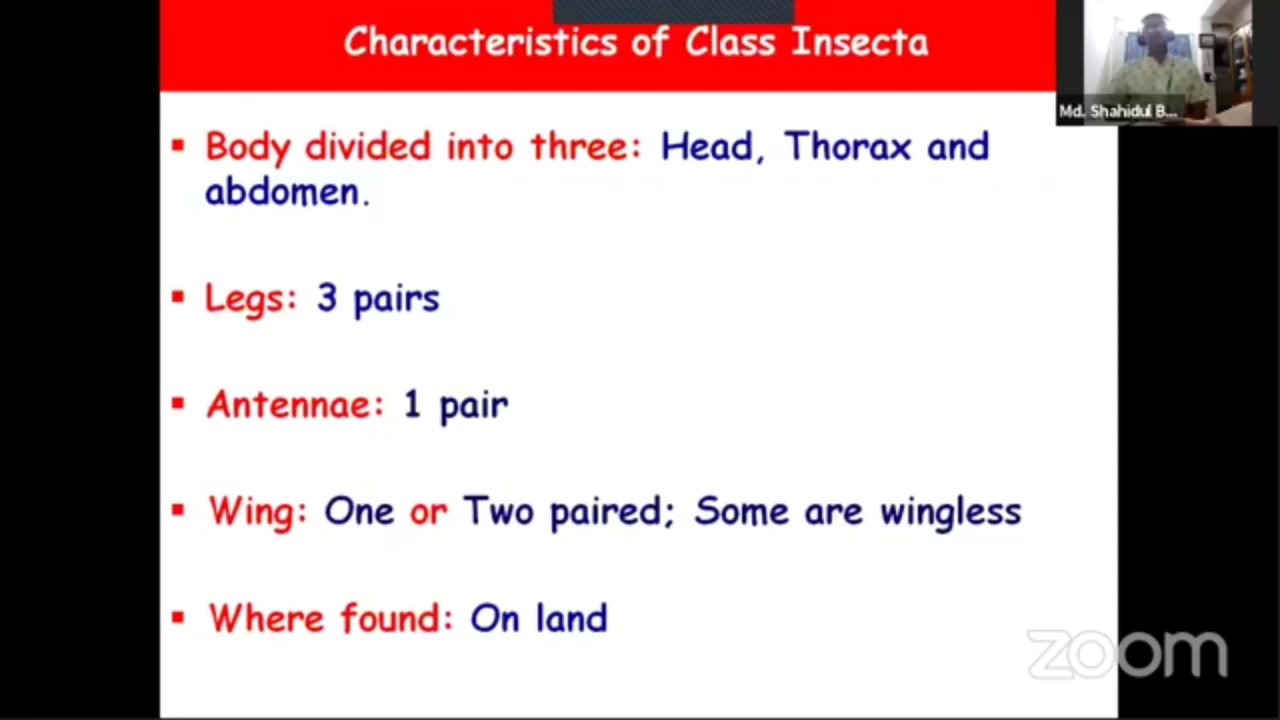 Characteristics of Class Insecta
Md. Shahidul B...
▪ Body divided into three: Head, Thorax and
abdomen.
▪ Legs: 3 pairs
▪ Antennae: 1 pair
▪ Wing: One or Two paired; Some are wingless
▪ Where found: On land
zoom